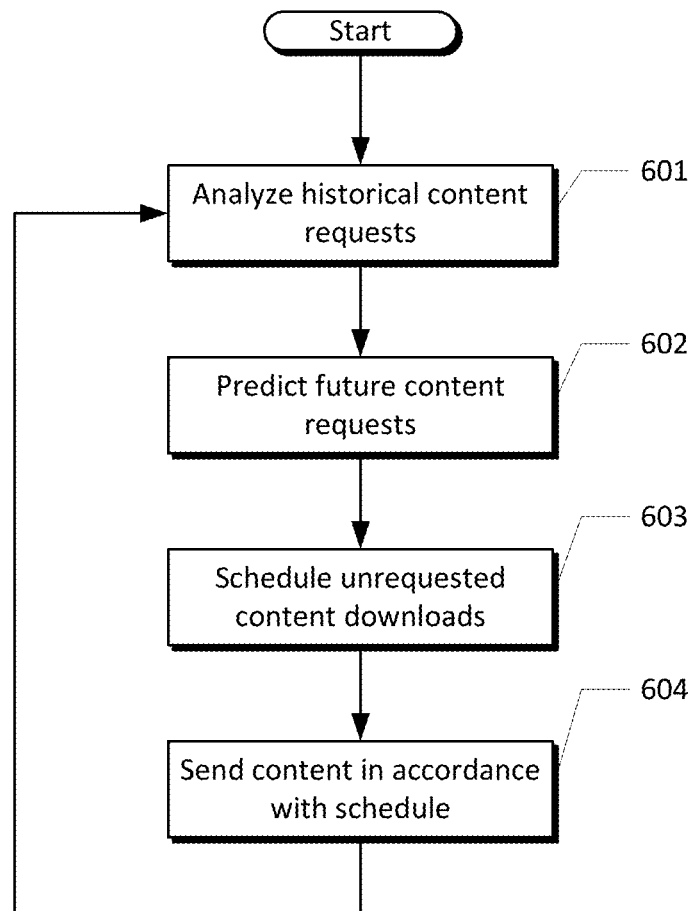 Start
Analyze historical content
requests
601
Predict future content
requests
602
Schedule unrequested
content downloads
603
Send content in accordance
with schedule
604